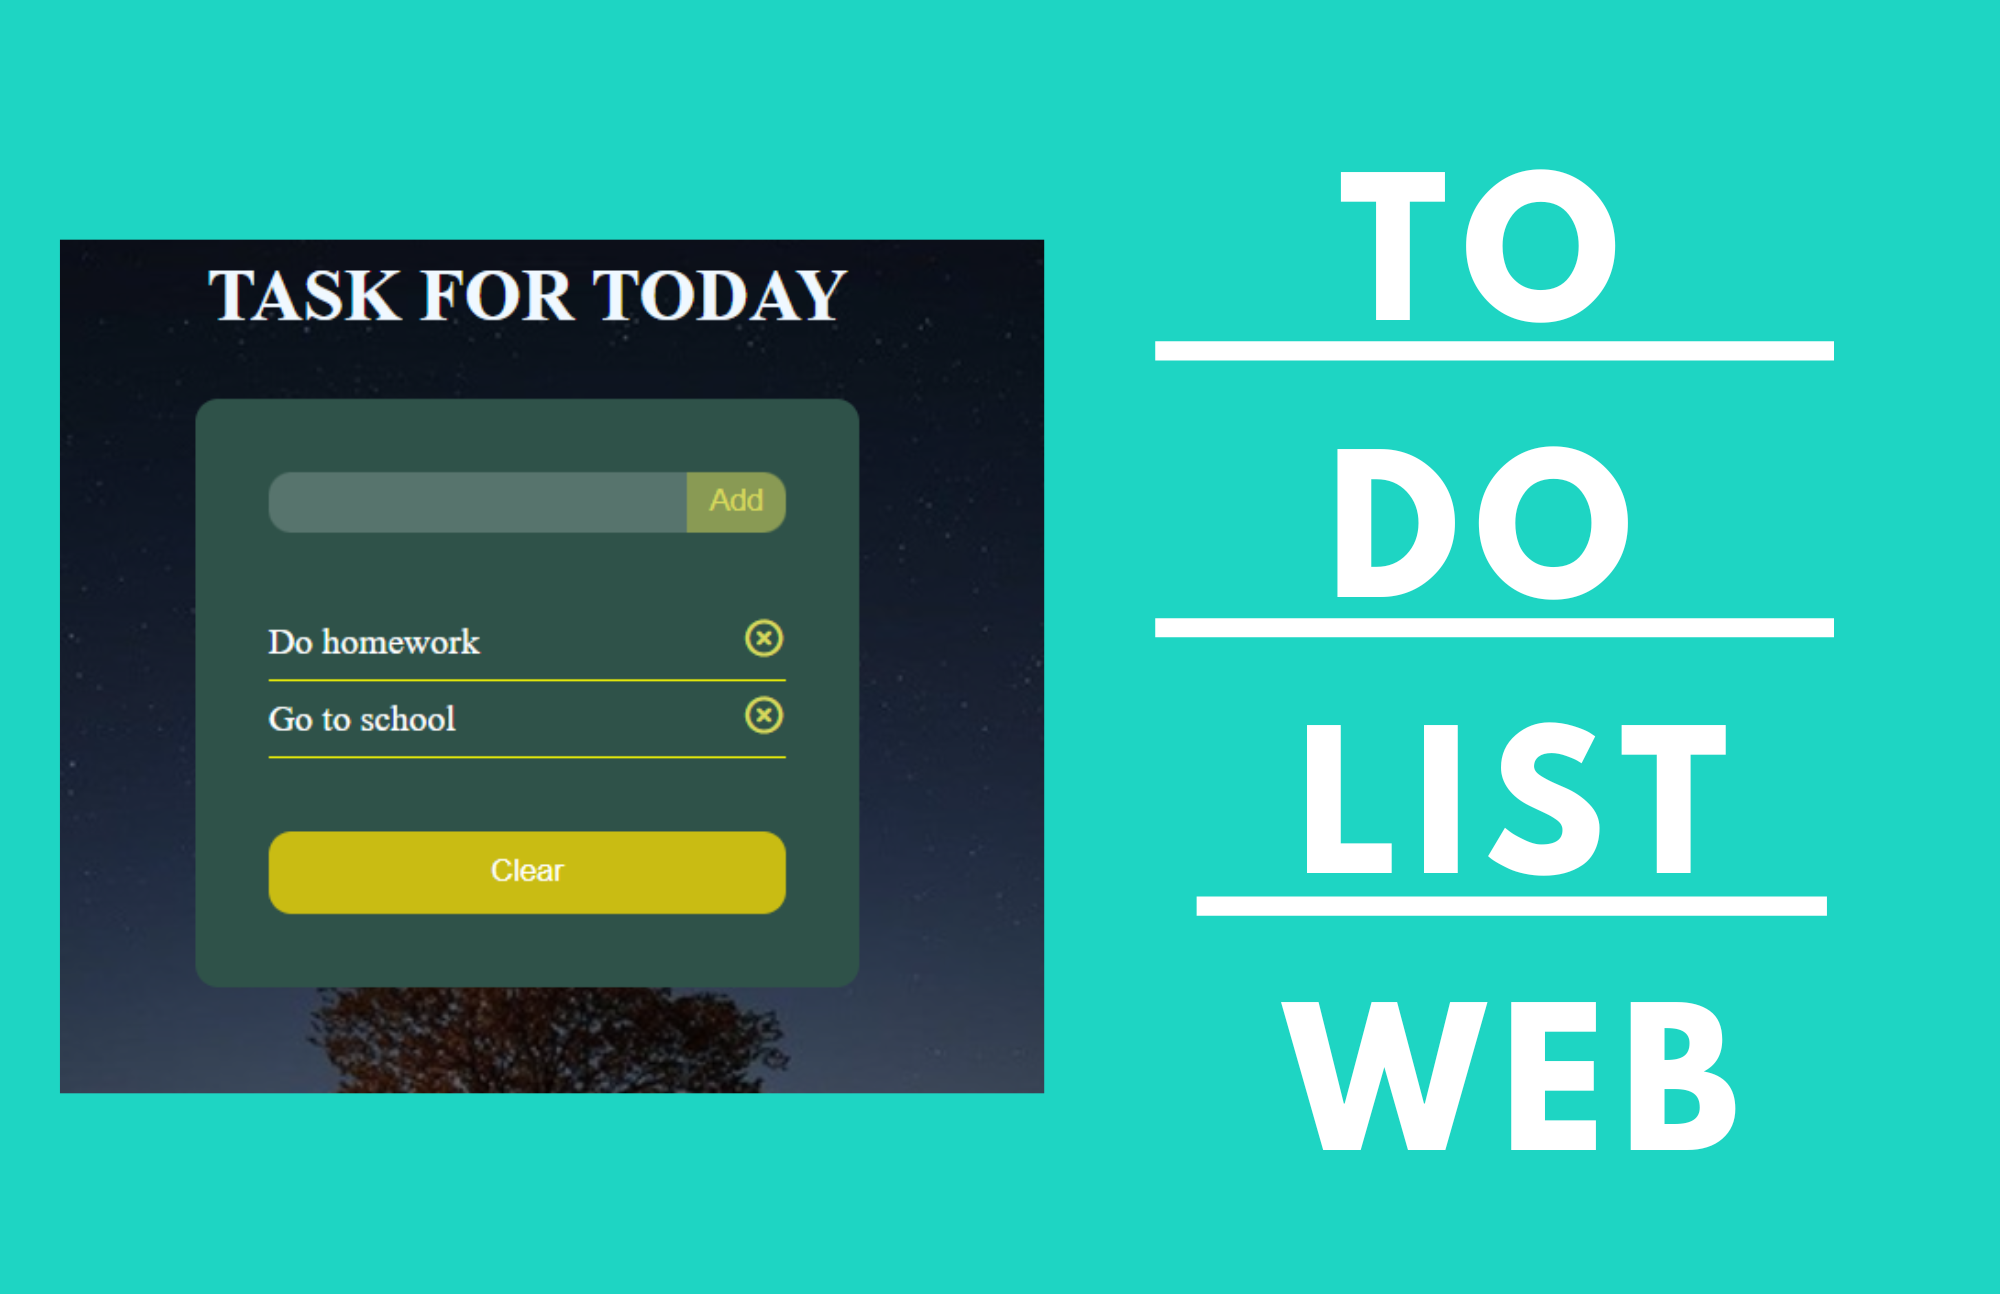 TASK FOR TODAY
Add
Do homework
Go to school
Clear
TO
DO
LIST
WEB